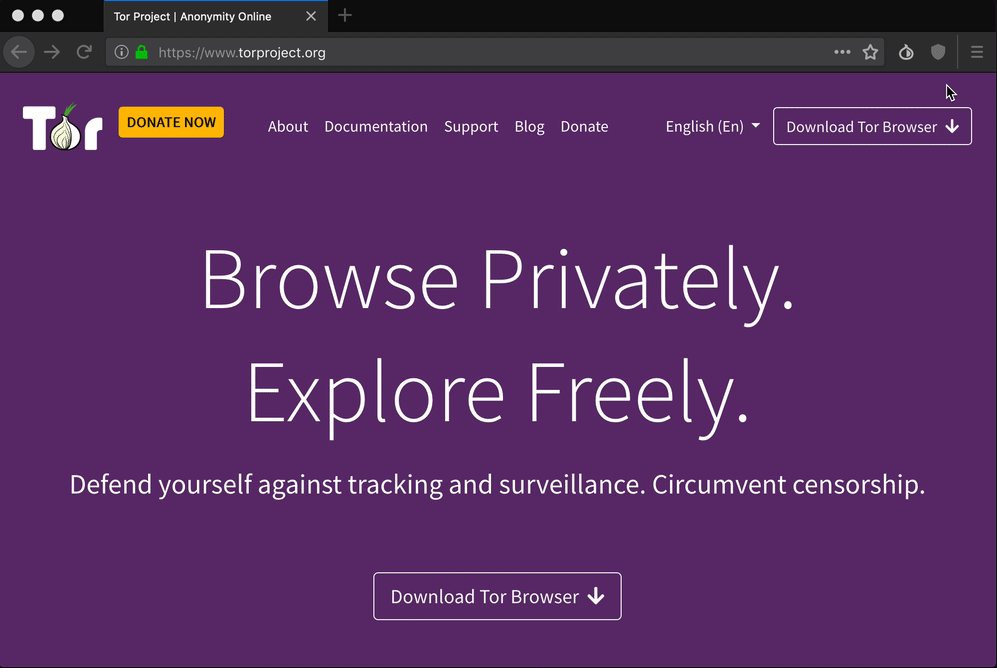 Tor Project | Anonymity Online
https://www.torproject.org
Tor
DONATE NOW
About
Documentation
Support
Blog
Donate
English (En)
Download Tor Browser
Browse Privately.
Explore Freely.
Defend yourself against tracking and surveillance. Circumvent censorship.
Download Tor Browser